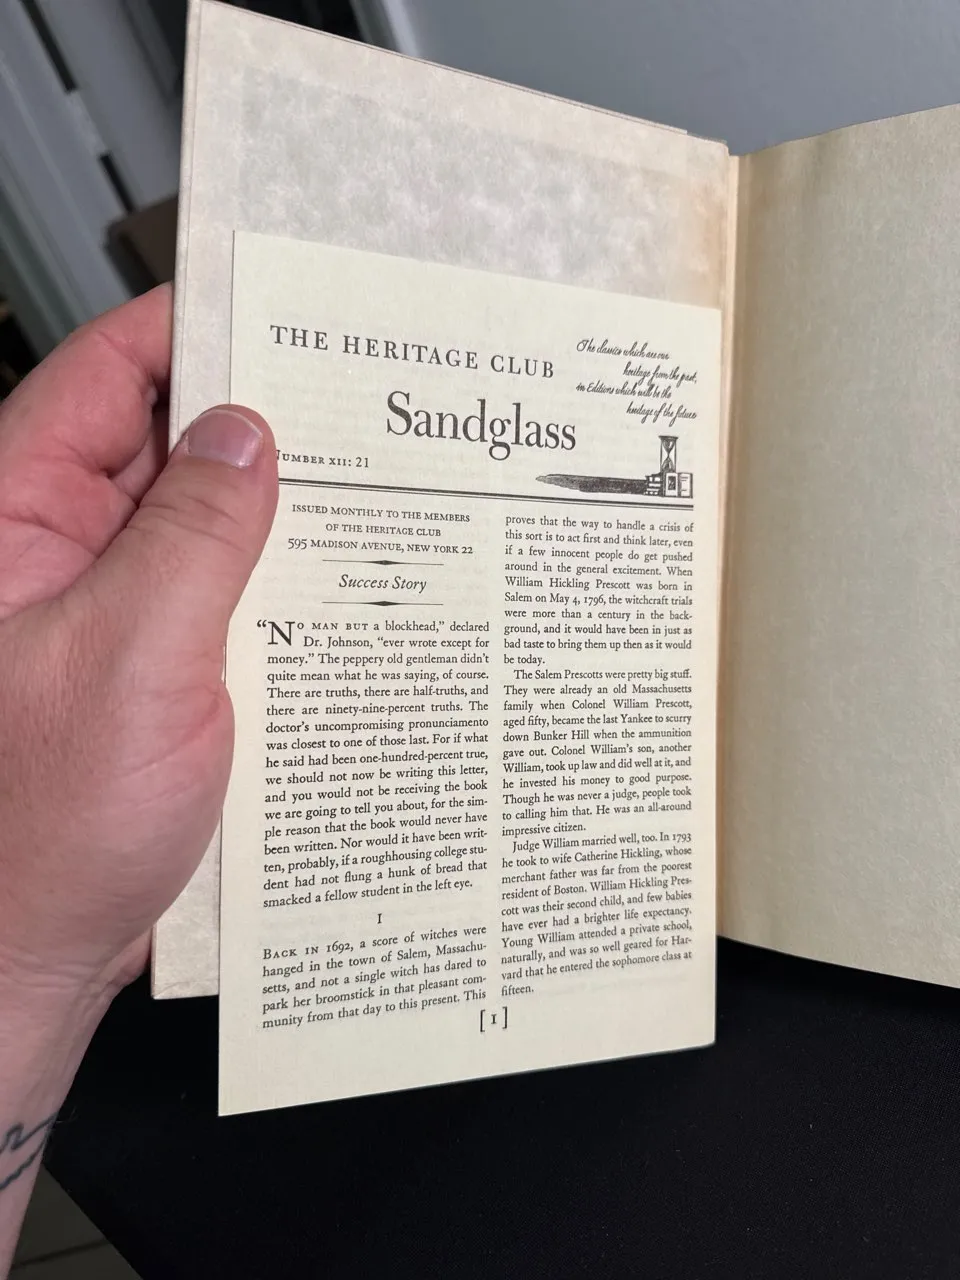 THE HERITAGE CLUB
The classics which are our
heritage from the past,
in Editions which will be the
heritage of the future
Sandglass
NUMBER XII: 21
ISSUED MONTHLY TO THE MEMBERS
OF THE HERITAGE CLUB
595 MADISON AVENUE, NEW YORK 22
Success Story
“NO MAN BUT a blockhead,” declared
Dr. Johnson, “ever wrote except for
money.” The peppery old gentleman didn’t
quite mean what he was saying, of course.
There are truths, there are half-truths, and
there are ninety-nine-percent truths. The
doctor’s uncompromising pronunciamento
was closest to one of those last. For if what
he said had been one-hundred-percent true,
we should not now be writing this letter,
and you would not be receiving the book
we are going to tell you about, for the sim-
ple reason that the book would never have
been written. Nor would it have been writ-
ten, probably, if a roughhousing college stu-
dent had not flung a hunk of bread that
smacked a fellow student in the left eye.
I
BACK IN 1692, a score of witches were
hanged in the town of Salem, Massachu-
setts, and not a single witch has dared to
park her broomstick in that pleasant com-
munity from that day to this present. This
proves that the way to handle a crisis of
this sort is to act first and think later, even
if a few innocent people do get pushed
around in the general excitement. When
William Hickling Prescott was born in
Salem on May 4, 1796, the witchcraft trials
were more than a century in the back-
ground, and it would have been in just as
bad taste to bring them up then as it would
be today.
The Salem Prescotts were pretty big stuff.
They were already an old Massachusetts
family when Colonel William Prescott,
aged fifty, became the last Yankee to scurry
down Bunker Hill when the ammunition
gave out. Colonel William’s son, another
William, took up law and did well at it, and
he invested his money to good purpose.
Though he was never a judge, people took
to calling him that. He was an all-around
impressive citizen.
Judge William married well, too. In 1793
he took to wife Catherine Hickling, whose
merchant father was far from the poorest
resident of Boston. William Hickling Pres-
cott was their second child, and few babies
have ever had a brighter life expectancy.
Young William attended a private school,
naturally, and was so well geared for Har-
vard that he entered the sophomore class at
fifteen.
[1]